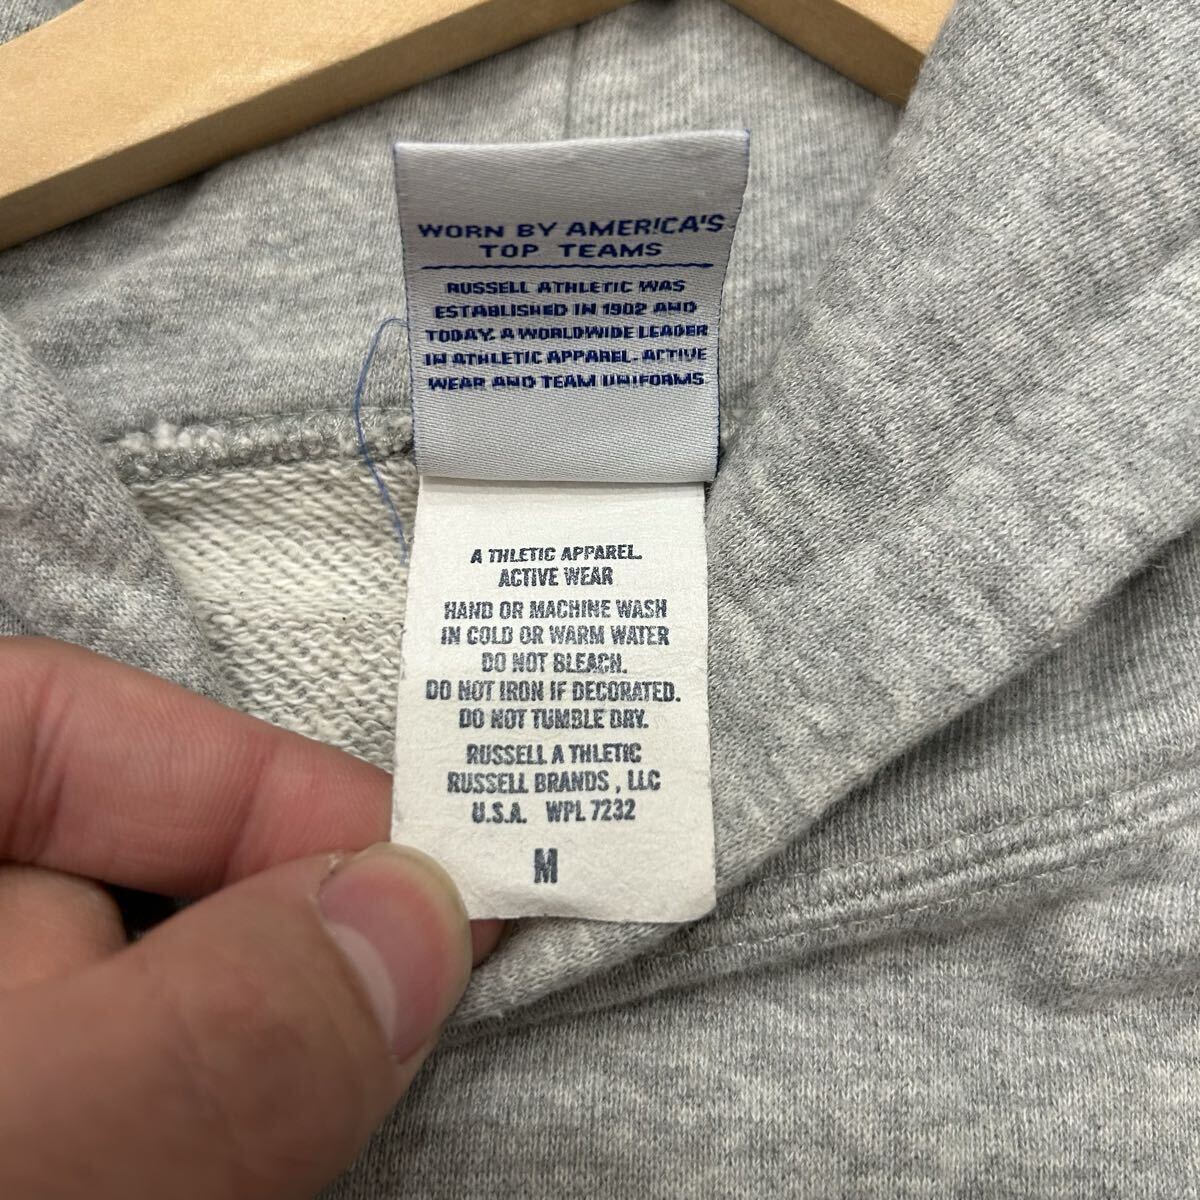 WORN BY AMERICA'S
TOP TEAMS
RUSSELL ATHLETIC WAS
ESTABLISHED IN 1902 AND
TODAY, A WORLDWIDE LEADER
IN ATHLETIC APPAREL-ACTIVE
WEAR AND TEAM UNIFORMS
A THLETIC APPAREL.
ACTIVE WEAR
HAND OR MACHINE WASH
IN COLD OR WARM WATER
DO NOT BLEACH.
DO NOT IRON IF DECORATED.
DO NOT TUMBLE DRY.
RUSSELL A THLETIC
RUSSELL BRANDS , LLC
U.S.A. WPL 7232
M